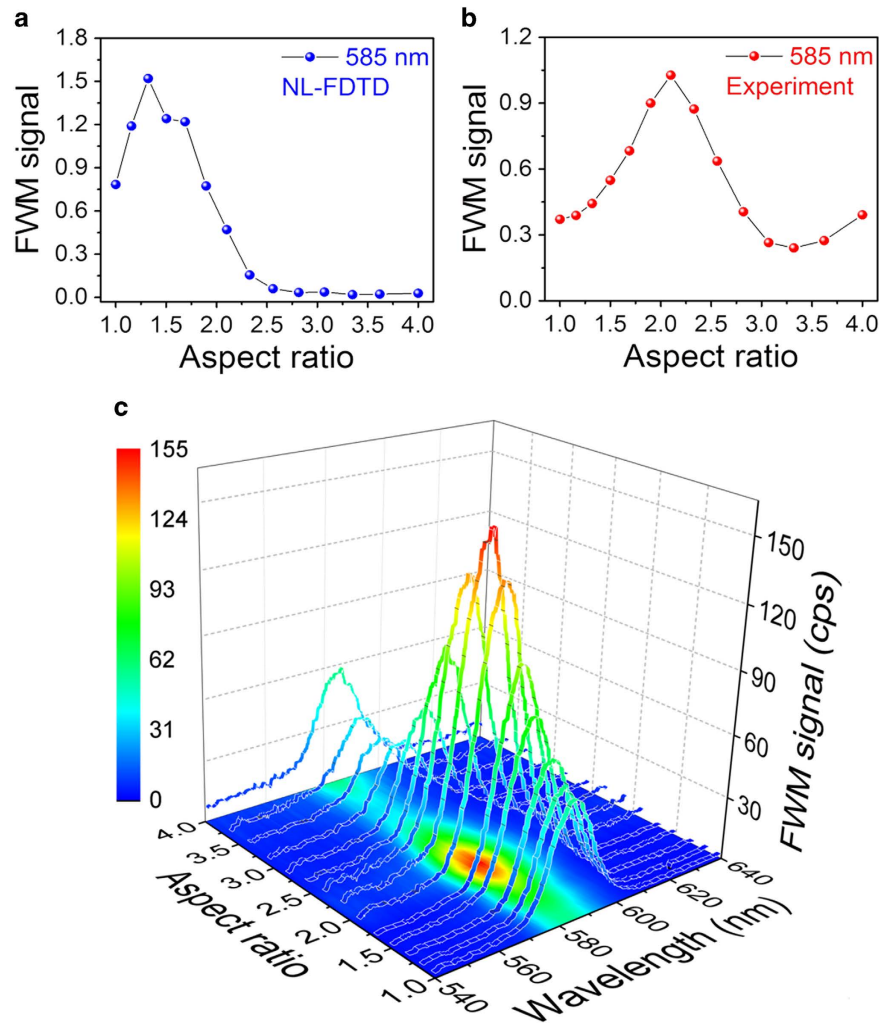 a
1.8
1.5
1.2
0.9
0.6
0.3
0.0
FWM signal
585 nm
NL-FDTD
1.0 1.5 2.0 2.5 3.0 3.5 4.0
Aspect ratio
b
1.2
0.9
0.6
0.3
0.0
FWM signal
585 nm
Experiment
1.0 1.5 2.0 2.5 3.0 3.5 4.0
Aspect ratio
c
155
124
93
62
31
0
150
120
90
60
30
FWM signal (cps)
4.0
3.5
3.0
2.5
2.0
1.5
1.0
Aspect ratio
540
560
580
600
620
640
Wavelength (nm)